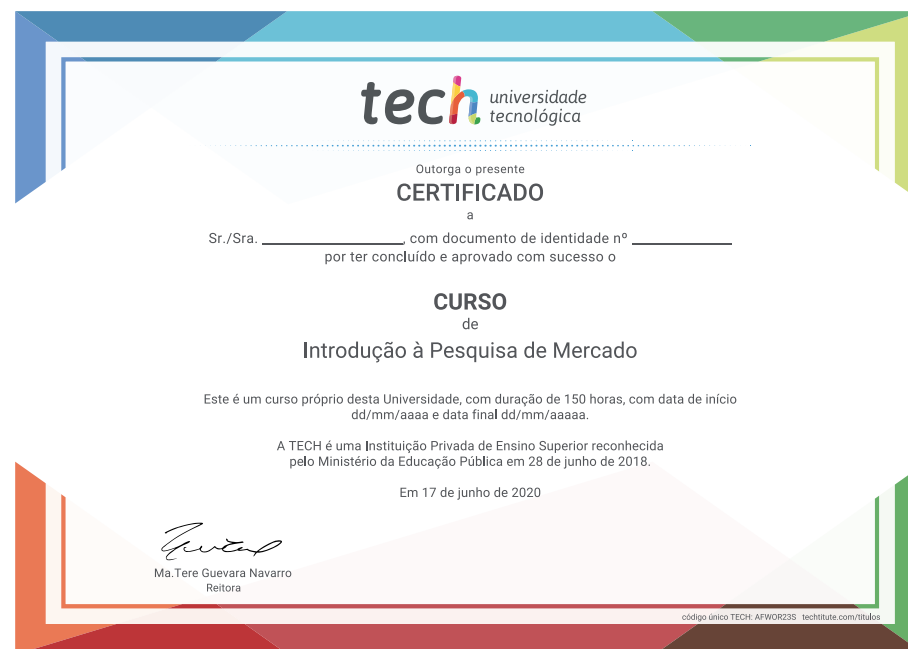 tech universidade
tecnológica
Outorga o presente
CERTIFICADO
a
Sr./Sra. ________________, com documento de identidade nº ____________
por ter concluído e aprovado com sucesso o
CURSO
de
Introdução à Pesquisa de Mercado
Este é um curso próprio desta Universidade, com duração de 150 horas, com data de início
dd/mm/aaaa e data final dd/mm/aaaaa.
A TECH é uma Instituição Privada de Ensino Superior reconhecida
pelo Ministério da Educação Pública em 28 de junho de 2018.
Em 17 de junho de 2020
Ma.Tere Guevara Navarro
Reitora
código único TECH: AFWOR23S techtitute.com/titulos